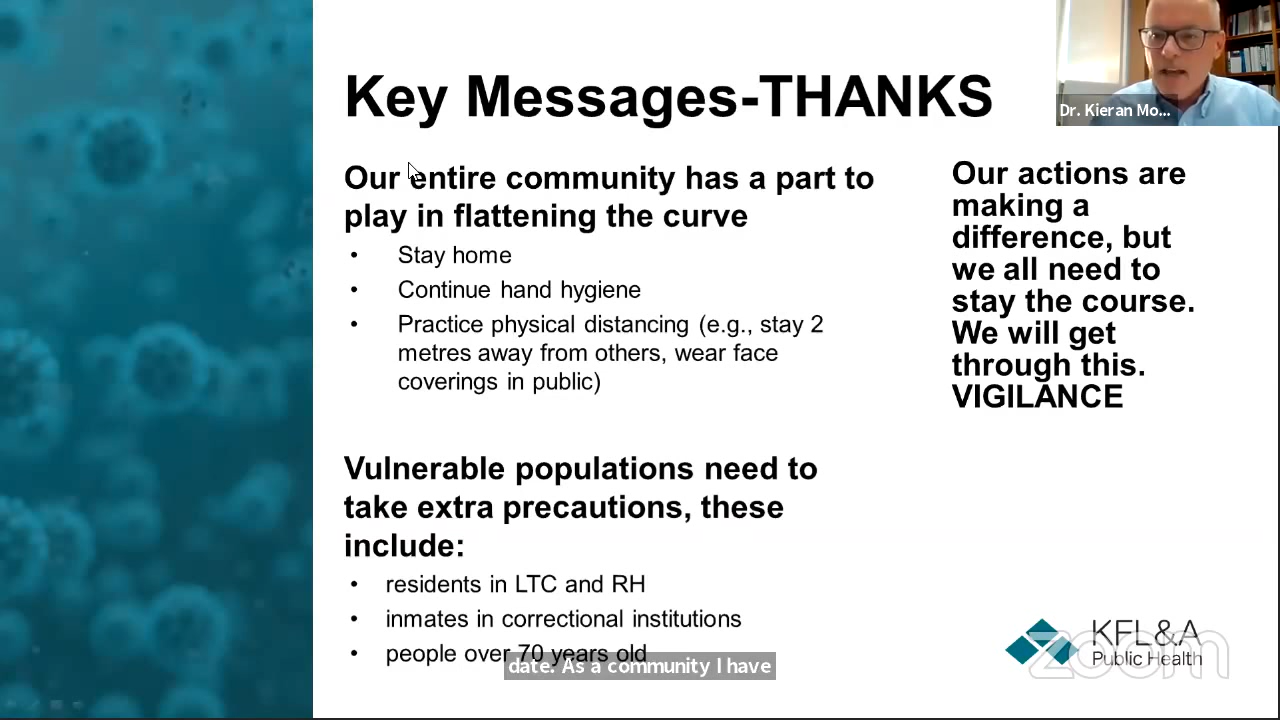 Key Messages-THANKS
Dr. Kieran Mo...
Our entire community has a part to
play in flattening the curve
• Stay home
• Continue hand hygiene
• Practice physical distancing (e.g., stay 2
metres away from others, wear face
coverings in public)
Vulnerable populations need to
take extra precautions, these
include:
• residents in LTC and RH
• inmates in correctional institutions
• people over 70 years old
Our actions are
making a
difference, but
we all need to
stay the course.
We will get
through this.
VIGILANCE
KFL&A
Public Health
zoom
date. As a community I have